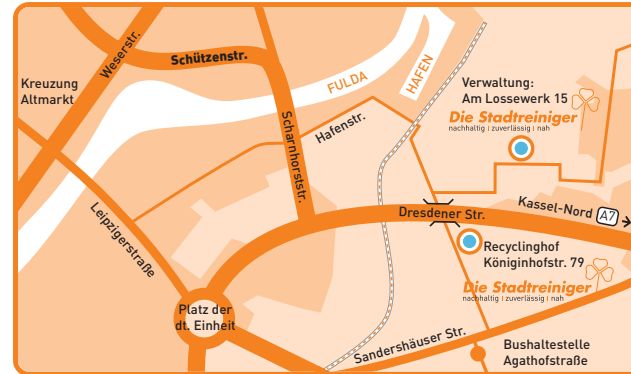 Weserstr.
Schützenstr.
Kreuzung
Altmarkt
FULDA
HAFEN
Verwaltung:
Am Lossewerk 15
Die Stadtreiniger
nachhaltig | zuverlässig | nah
Scharnhorststr.
Hafenstr.
Leipzigerstraße
Dresdener Str.
Kassel-Nord A7
Recyclinghof
Königinhofstr. 79
Die Stadtreiniger
nachhaltig | zuverlässig | nah
Platz der
dt. Einheit
Sandershäuser Str.
Bushaltestelle
Agathofstraße